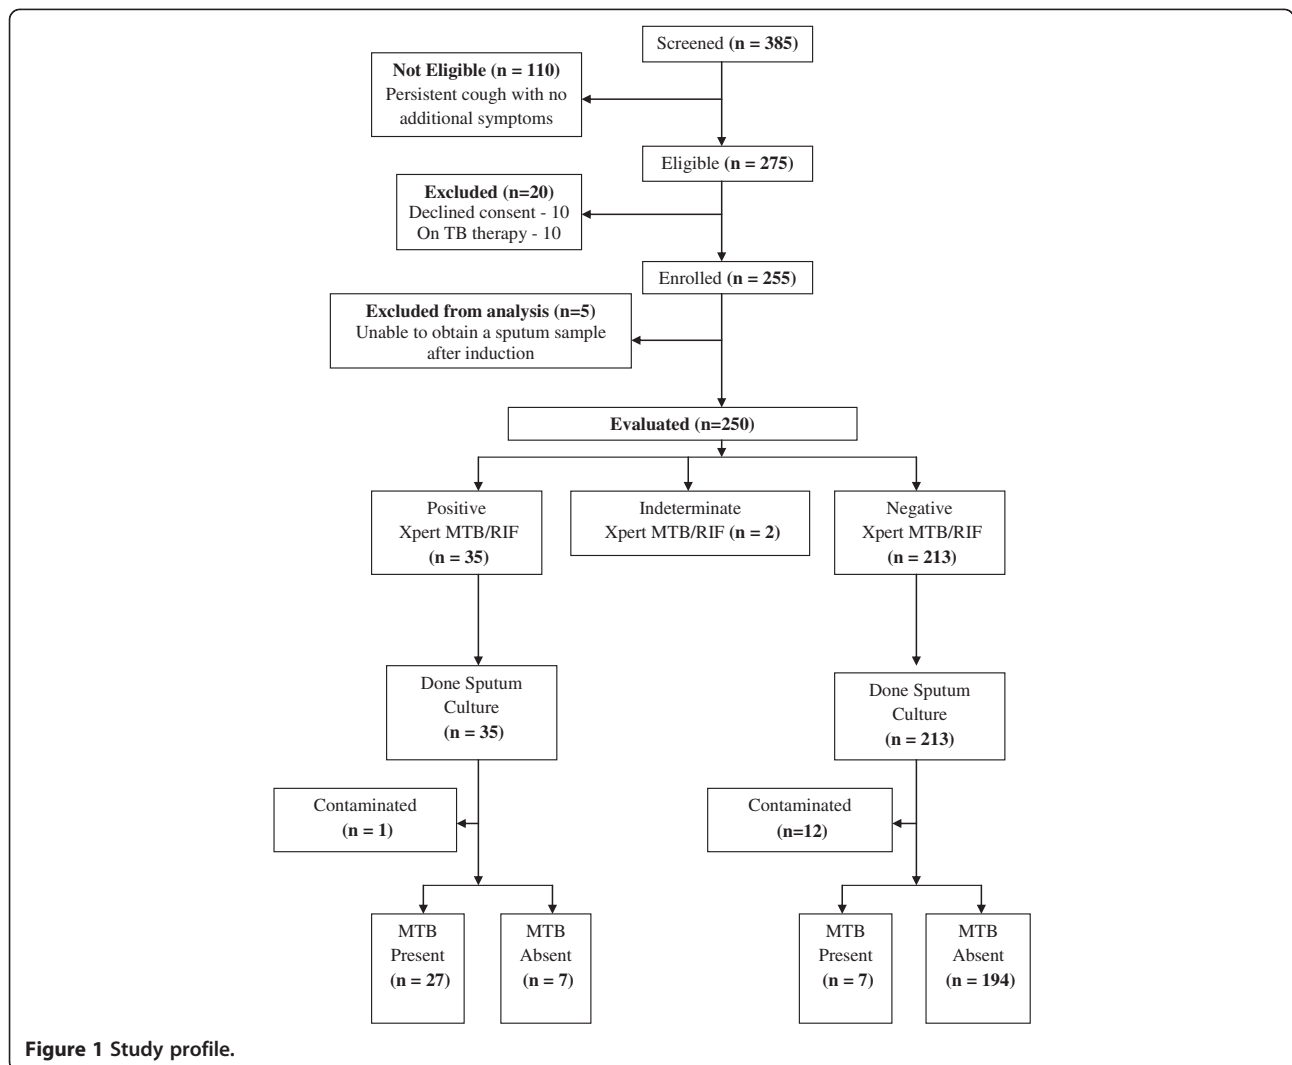 Screened (n = 385)
Not Eligible (n = 110)
Persistent cough with no
additional symptoms
Eligible (n = 275)
Excluded (n=20)
Declined consent - 10
On TB therapy - 10
Enrolled (n = 255)
Excluded from analysis (n=5)
Unable to obtain a sputum sample
after induction
Evaluated (n=250)
Positive
Xpert MTB/RIF
(n = 35)
Indeterminate
Xpert MTB/RIF (n = 2)
Negative
Xpert MTB/RIF
(n = 213)
Done Sputum
Culture
(n = 35)
Done Sputum
Culture
(n = 213)
Contaminated
(n = 1)
Contaminated
(n=12)
MTB
Present
(n = 27)
MTB
Absent
(n = 7)
MTB
Present
(n = 7)
MTB
Absent
(n = 194)
Figure 1 Study profile.